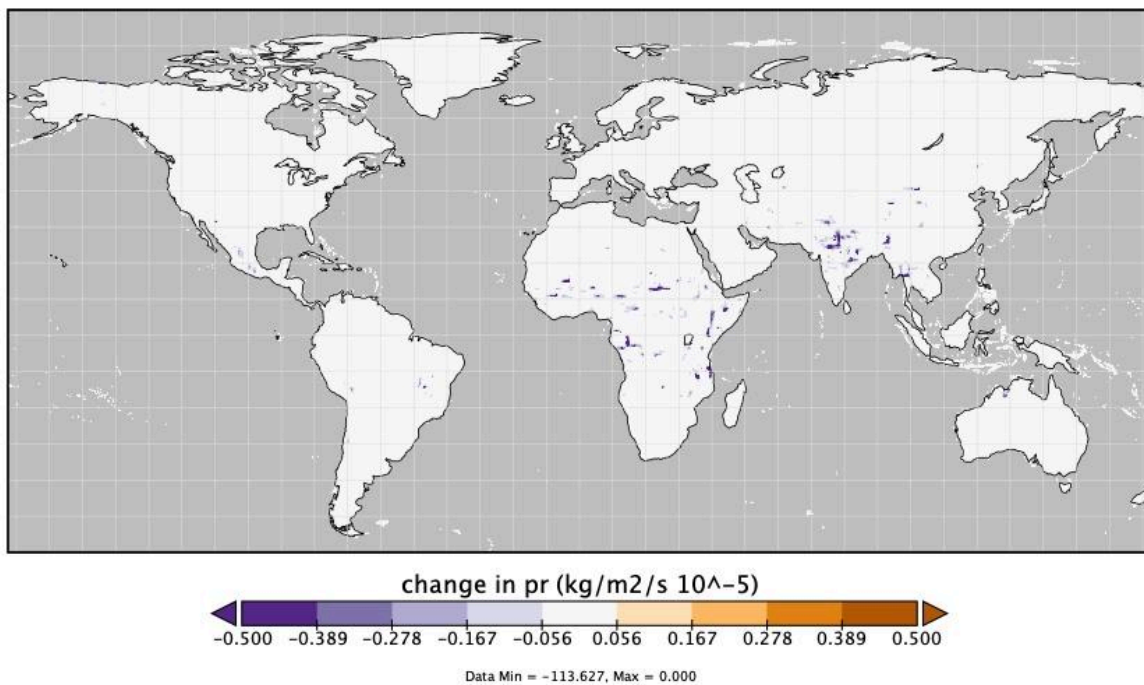 change in pr (kg/m2/s 10^-5)
-0.500 -0.389 -0.278 -0.167 -0.056 0.056 0.167 0.278 0.389 0.500
Data Min = -113.627, Max = 0.000